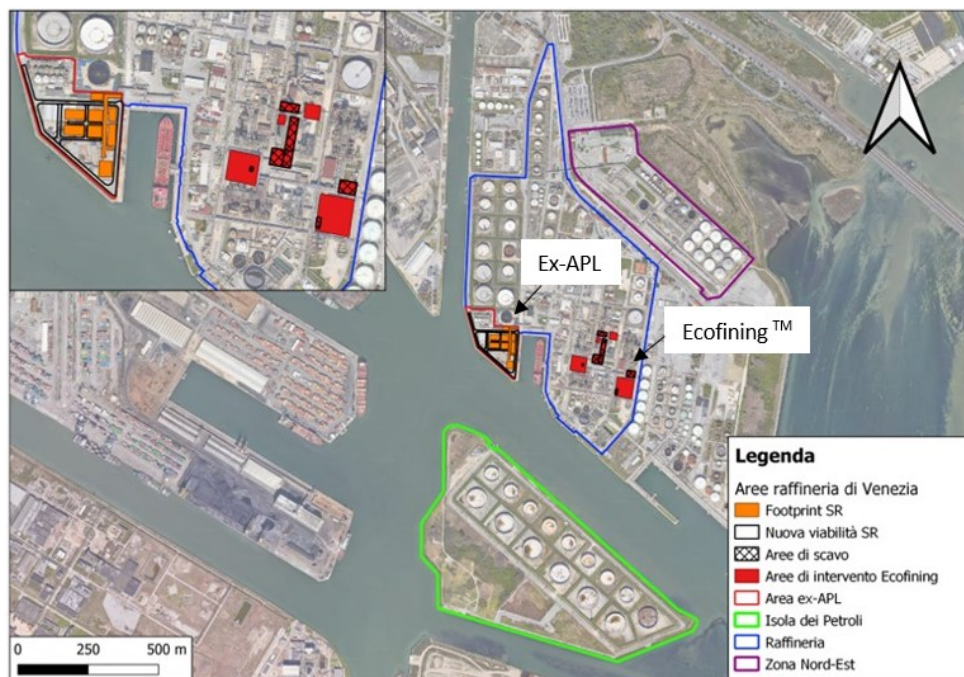 Ex-APL
Ecofining ™
Legenda
Aree raffineria di Venezia
Footprint SR
Nuova viabilità SR
Aree di scavo
Aree di intervento Ecofining
Area ex-APL
Isola dei Petroli
Raffineria
Zona Nord-Est
0 250 500 m